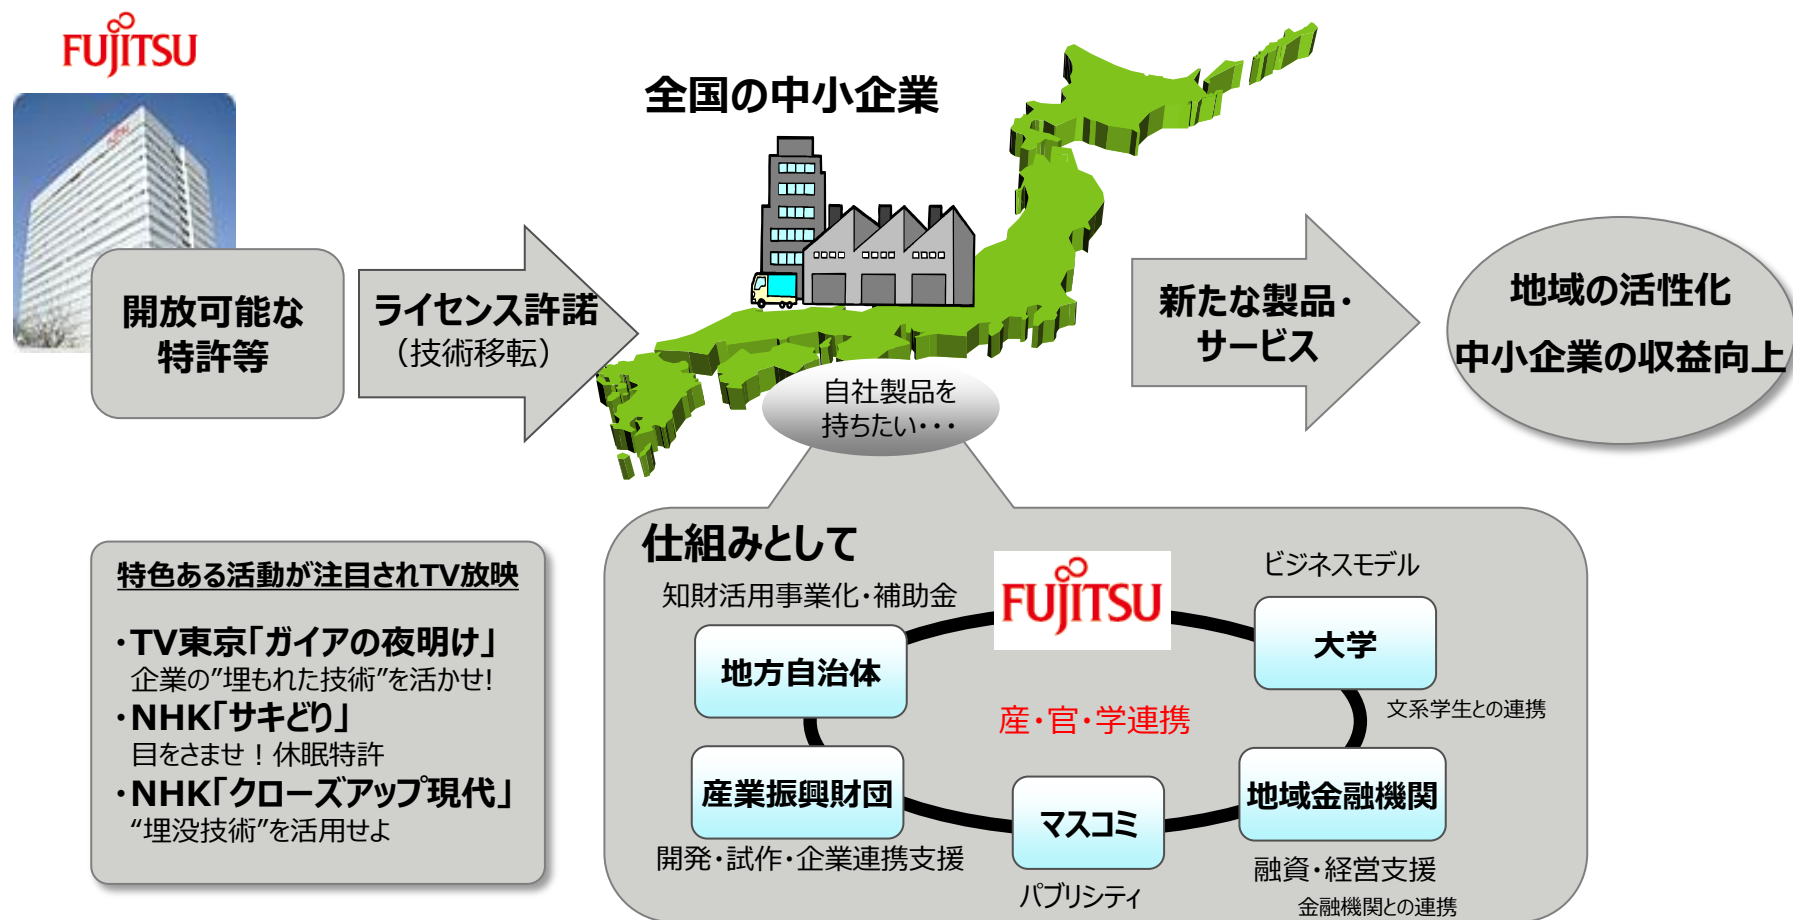 FUJITSU
全国の中小企業
開放可能な
特許等
ライセンス許諾
（技術移転）
新たな製品・
サービス
地域の活性化
中小企業の収益向上
自社製品を
持ちたい・・・
特色ある活動が注目されTV放映
・TV東京「ガイアの夜明け」
企業の”埋もれた技術”を活かせ!
・NHK「サキどり」
目をさませ！休眠特許
・NHK「クローズアップ現代」
“埋没技術”を活用せよ
仕組みとして
知財活用事業化・補助金
FUJITSU
ビジネスモデル
地方自治体
大学
産・官・学連携
文系学生との連携
産業振興財団
マスコミ
地域金融機関
開発・試作・企業連携支援
パブリシティ
融資・経営支援
金融機関との連携